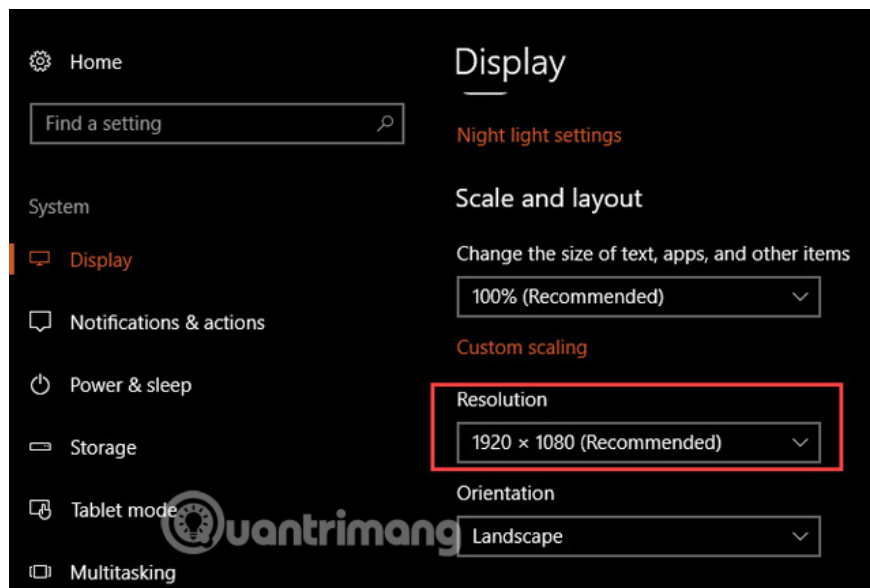 Home
Find a setting
System
Display
Notifications & actions
Power & sleep
Storage
Tablet mode
Multitasking
Display
Night light settings
Scale and layout
Change the size of text, apps, and other items
100% (Recommended)
Custom scaling
Resolution
1920 × 1080 (Recommended)
Orientation
Landscape
Quantrimang